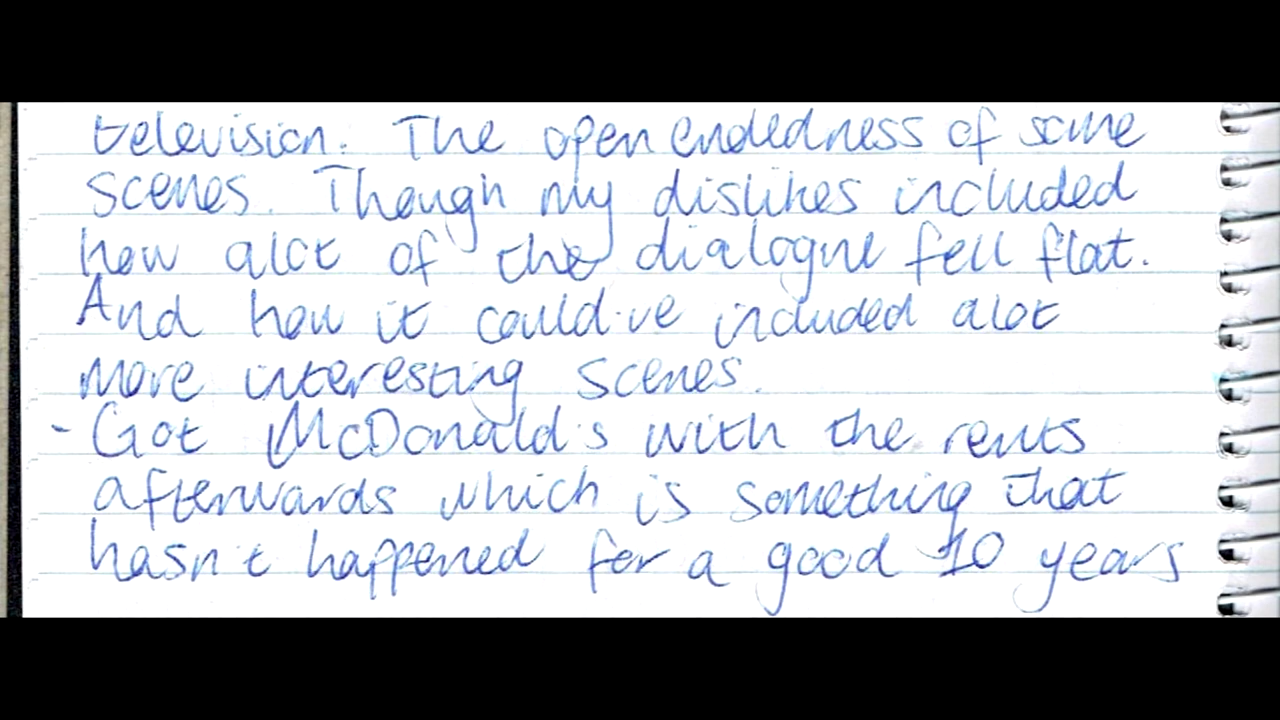 television. The open endedness of some
scenes. Though my dislikes included
how alot of the dialogue fell flat.
And how it could've included alot
more interesting scenes.
- Got McDonald's with the rents
afterwards which is something that
hasn't happened for a good 10 years